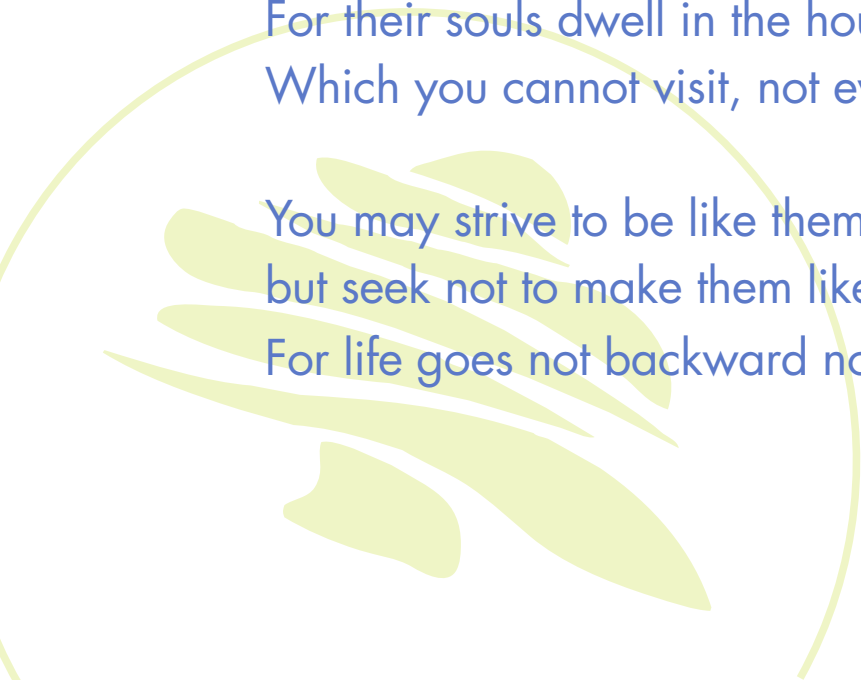 For their souls dwell in the
Which you cannot visit, not
You may strive to be like them
but seek not to make them like
For life goes not backward